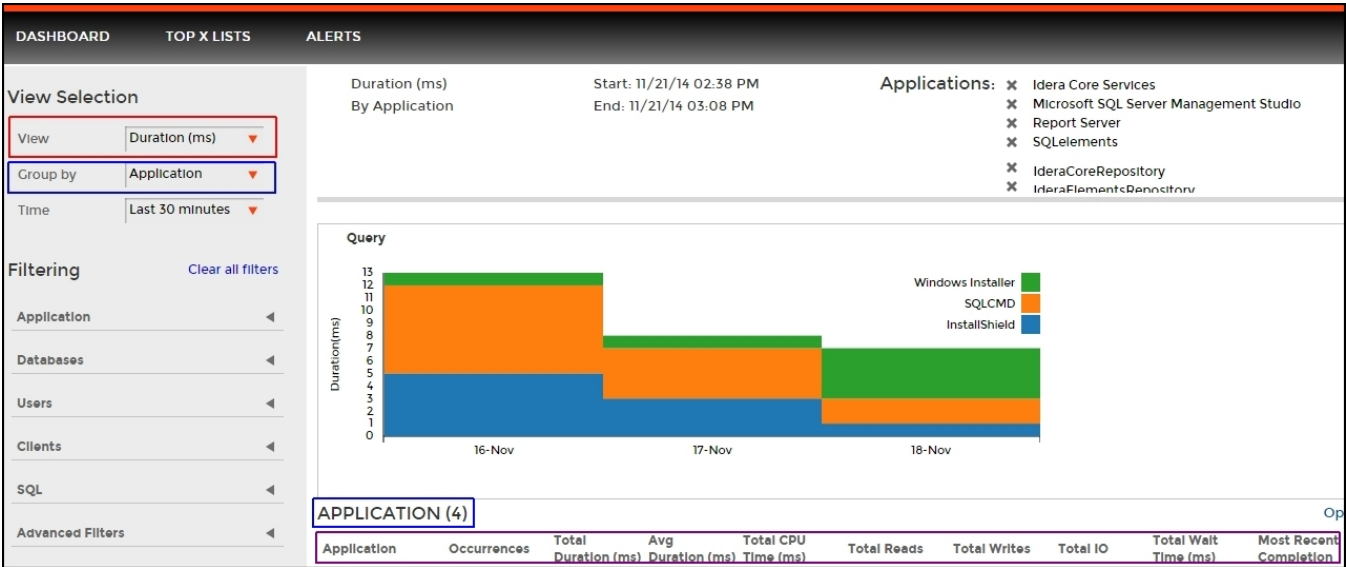 DASHBOARD TOP X LISTS ALERTS
View Selection
View Duration (ms)
Group by Application
Time Last 30 minutes
Filtering Clear all filters
Application
Databases
Users
Clients
SQL
Advanced Filters
Duration (ms) Start: 11/21/14 02:38 PM
By Application End: 11/21/14 03:08 PM
Applications: Idera Core Services
Microsoft SQL Server Management Studio
Report Server
SQLelements
IderaCoreRepository
IderaElementsRepository
Query
13
12
11
10
9
8
7
6
5
4
3
2
1
0
Duration(ms)
Windows Installer
SQLCMD
InstallShield
16-Nov 17-Nov 18-Nov
APPLICATION (4) Op
Application Occurrences Total Duration (ms) Avg Duration (ms) Total CPU Time (ms) Total Reads Total Writes Total IO Total Wait Time (ms) Most Recent Completion